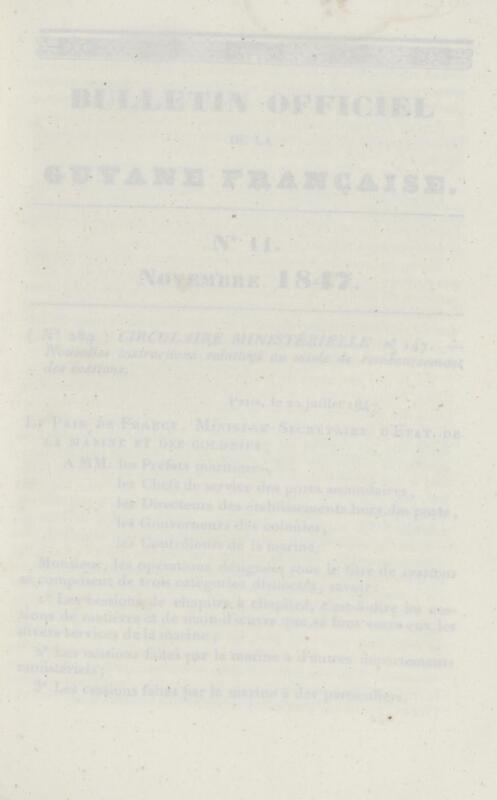 BULLETIN OFFICIEL
DE LA
GUYANE FRANÇAISE.
N° 11.
NOVEMBRE 1847.
( N° 289 ) CIRCULAIRE MINISTÉRIELLE n° 147. —
Nouvelles instructions relatives au mode de remboursement
des cessions.
Paris, le 22 juillet 1847.
LE PAIR DE FRANCE, MINISTRE SECRÉTAIRE D'ÉTAT DE
LA MARINE ET DES COLONIES
A MM. les Préfets maritimes,
les Chefs de service des ports secondaires,
les Directeurs des établissements hors des ports,
les Gouverneurs des colonies,
les Contrôleurs de la marine.
Monsieur, les opérations désignées sous le titre de cessions
se composent de trois catégories distinctes, savoir:
1° Les cessions de chapitre à chapitre, c'est-à-dire les ces-
sions de matières et de main-d'œuvre que se font entre eux les
divers services de la marine;
2° Les cessions faites par la marine à d'autres départements
ministériels;
3° Les cessions faites par la marine à des particuliers.